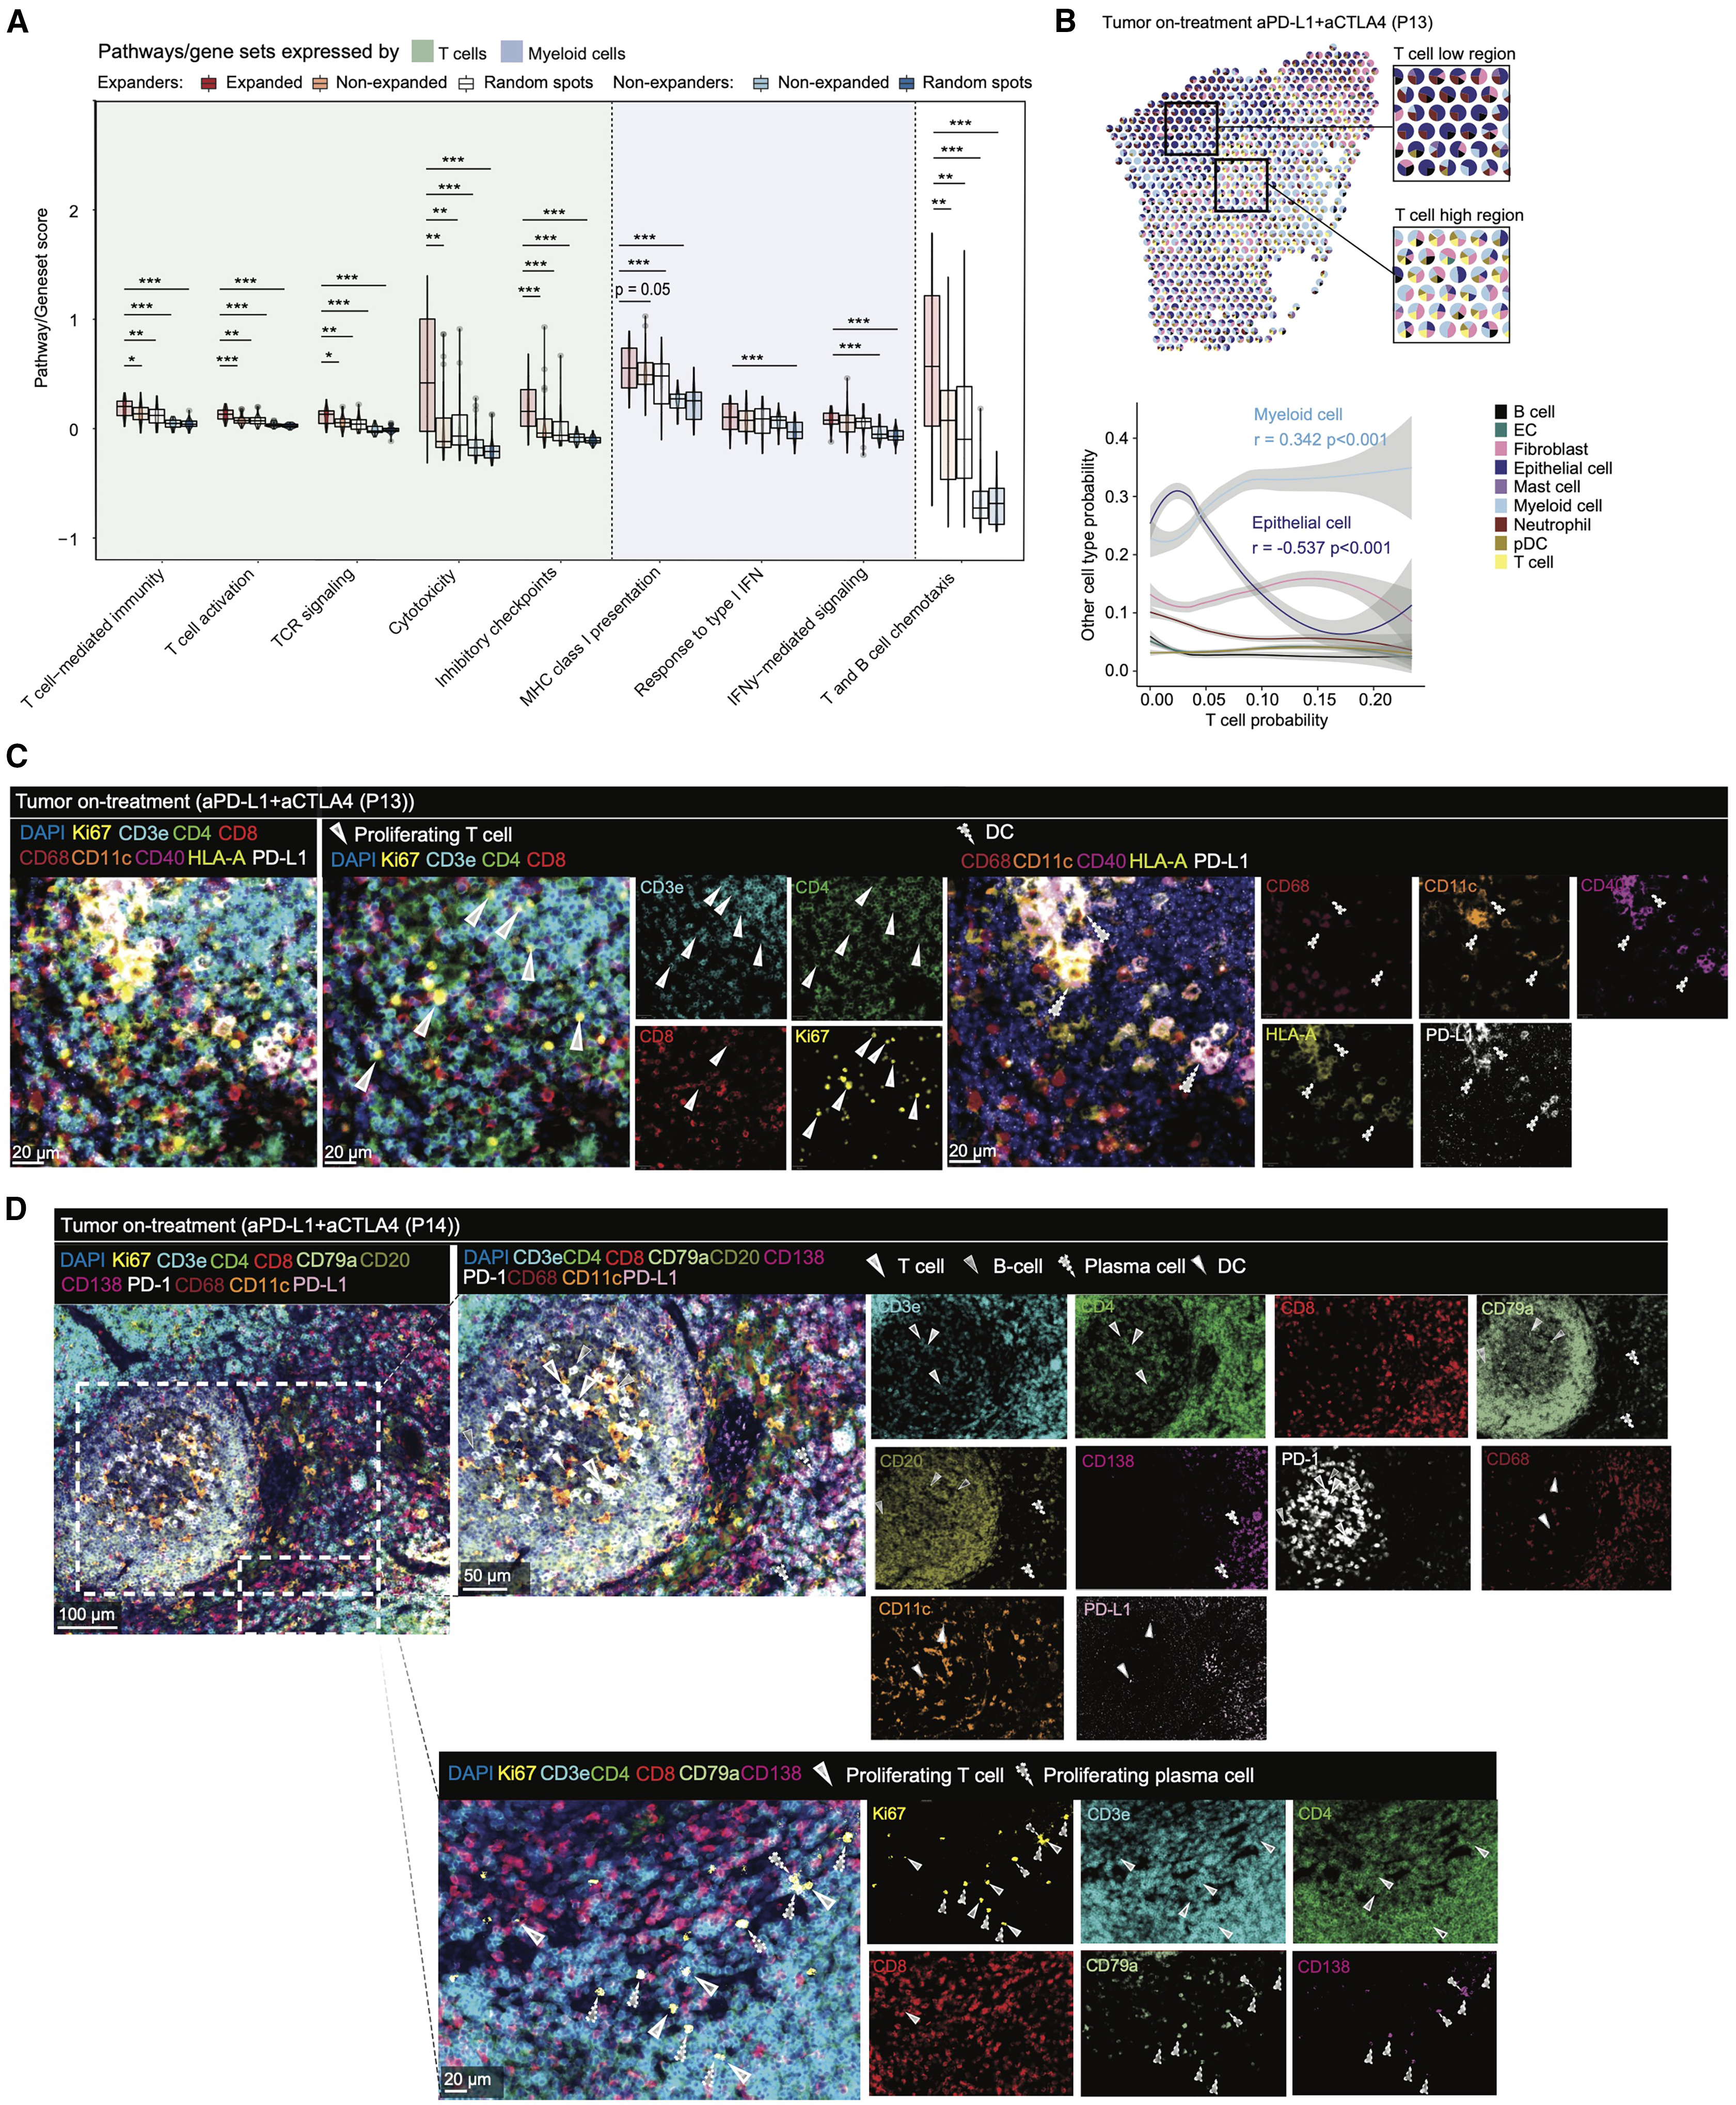 A
Pathways/gene sets expressed by T cells Myeloid cells
Expanders: Expanded Non-expanded Random spots Non-expanders: Non-expanded Random spots
Pathway/Geneset score
2
1
0
−1
*** *** ** *
*** *** ** ***
*** *** ** *
*** *** ** **
*** *** *** ***
*** *** p = 0.05
***
*** ***
*** *** ** **
T cell−mediated immunity
T cell activation
TCR signaling
Cytotoxicity
Inhibitory checkpoints
MHC class I presentation
Response to type I IFN
IFNy−mediated signaling
T and B cell chemotaxis
B
Tumor on-treatment aPD-L1+aCTLA4 (P13)
T cell low region
T cell high region
Other cell type probability
0.4
0.3
0.2
0.1
0.0
Myeloid cell
r = 0.342 p<0.001
Epithelial cell
r = -0.537 p<0.001
0.00 0.05 0.10 0.15 0.20
T cell probability
B cell
EC
Fibroblast
Epithelial cell
Mast cell
Myeloid cell
Neutrophil
pDC
T cell
C
Tumor on-treatment (aPD-L1+aCTLA4 (P13))
DAPI Ki67 CD3e CD4 CD8
CD68 CD11c CD40 HLA-A PD-L1
20 µm
Proliferating T cell
DAPI Ki67 CD3e CD4 CD8
20 µm
CD3e
CD4
CD8
Ki67
DC
CD68 CD11c CD40 HLA-A PD-L1
20 µm
CD68
CD11c
CD40
HLA-A
PD-L1
D
Tumor on-treatment (aPD-L1+aCTLA4 (P14))
DAPI Ki67 CD3e CD4 CD8 CD79a CD20
CD138 PD-1 CD68 CD11c PD-L1
100 µm
DAPI CD3e CD4 CD8 CD79a CD20 CD138
PD-1 CD68 CD11c PD-L1
50 µm
T cell B-cell Plasma cell DC
CD3e
CD4
CD8
CD79a
CD20
CD138
PD-1
CD68
CD11c
PD-L1
DAPI Ki67 CD3e CD4 CD8 CD79a CD138 Proliferating T cell Proliferating plasma cell
20 µm
Ki67
CD3e
CD4
CD8
CD79a
CD138